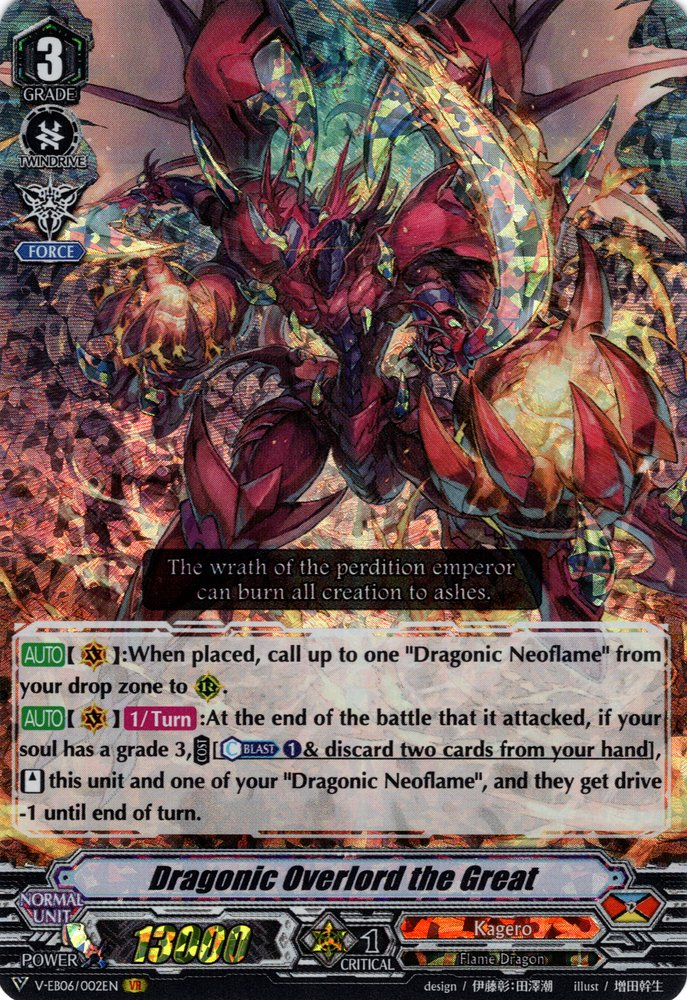 3
GRADE
TWINDRIVE
FORCE
The wrath of the perdition emperor
can burn all creation to ashes.
AUTO【 V 】:When placed, call up to one "Dragonic Neoflame" from
your drop zone to R.
AUTO【 V 】1/Turn:At the end of the battle that it attacked, if your
soul has a grade 3, COST [C BLAST 1 & discard two cards from your hand],
this unit and one of your "Dragonic Neoflame", and they get drive
-1 until end of turn.
Dragonic Overlord the Great
NORMAL
UNIT
POWER 13000
1
CRITICAL
Kagero
Flame Dragon
V-EB06/002EN VR
design / 伊藤彰:田澤潮 illust / 増田幹生